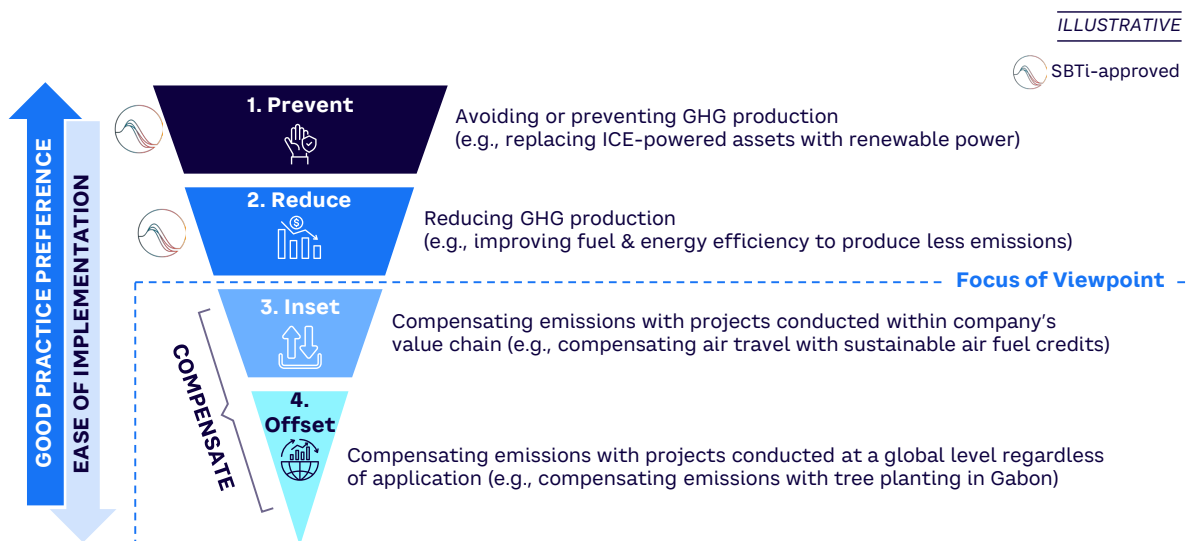 ILLUSTRATIVE
SBTi-approved
GOOD PRACTICE PREFERENCE
EASE OF IMPLEMENTATION
1. Prevent
Avoiding or preventing GHG production
(e.g., replacing ICE-powered assets with renewable power)
2. Reduce
$
Reducing GHG production
(e.g., improving fuel & energy efficiency to produce less emissions)
Focus of Viewpoint
COMPENSATE
3. Inset
Compensating emissions with projects conducted within company’s
value chain (e.g., compensating air travel with sustainable air fuel credits)
4.
Offset
Compensating emissions with projects conducted at a global level regardless
of application (e.g., compensating emissions with tree planting in Gabon)